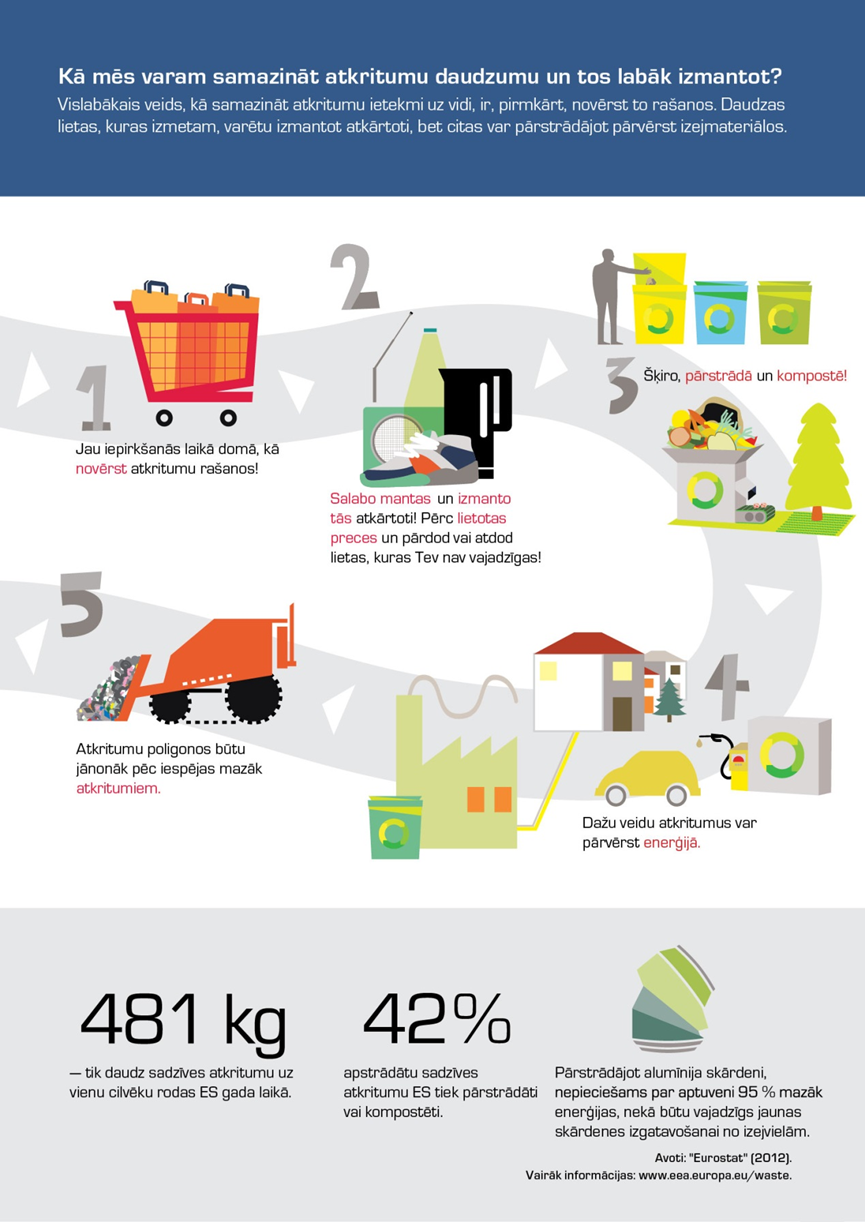 Kā mēs varam samazināt atkritumu daudzumu un tos labāk izmantot?
Vislabākais veids, kā samazināt atkritumu ietekmi uz vidi, ir, pirmkārt, novērst to rašanos. Daudzas
lietas, kuras izmetam, varētu izmantot atkārtoti, bet citas var pārstrādājot pārvērst izejmateriālos.
1
Jau iepirkšanās laikā domā, kā
novērst atkritumu rašanos!
2
Salabo mantas un izmanto
tās atkārtoti! Pērc lietotas
preces un pārdod vai atdod
lietas, kuras Tev nav vajadzīgas!
3
Šķiro, pārstrādā un kompostē!
4
Dažu veidu atkritumus var
pārvērst enerģijā.
5
Atkritumu poligonos būtu
jānonāk pēc iespējas mazāk
atkritumiem.
481 kg
— tik daudz sadzīves atkritumu uz
vienu cilvēku rodas ES gada laikā.
42%
apstrādātu sadzīves
atkritumu ES tiek pārstrādāti
vai kompostēti.
Pārstrādājot alumīnija skārdeni,
nepieciešams par aptuveni 95 % mazāk
enerģijas, nekā būtu vajadzīgs jaunas
skārdenes izgatavošanai no izejvielām.
Avoti: "Eurostat" (2012).
Vairāk informācijas: www.eea.europa.eu/waste.